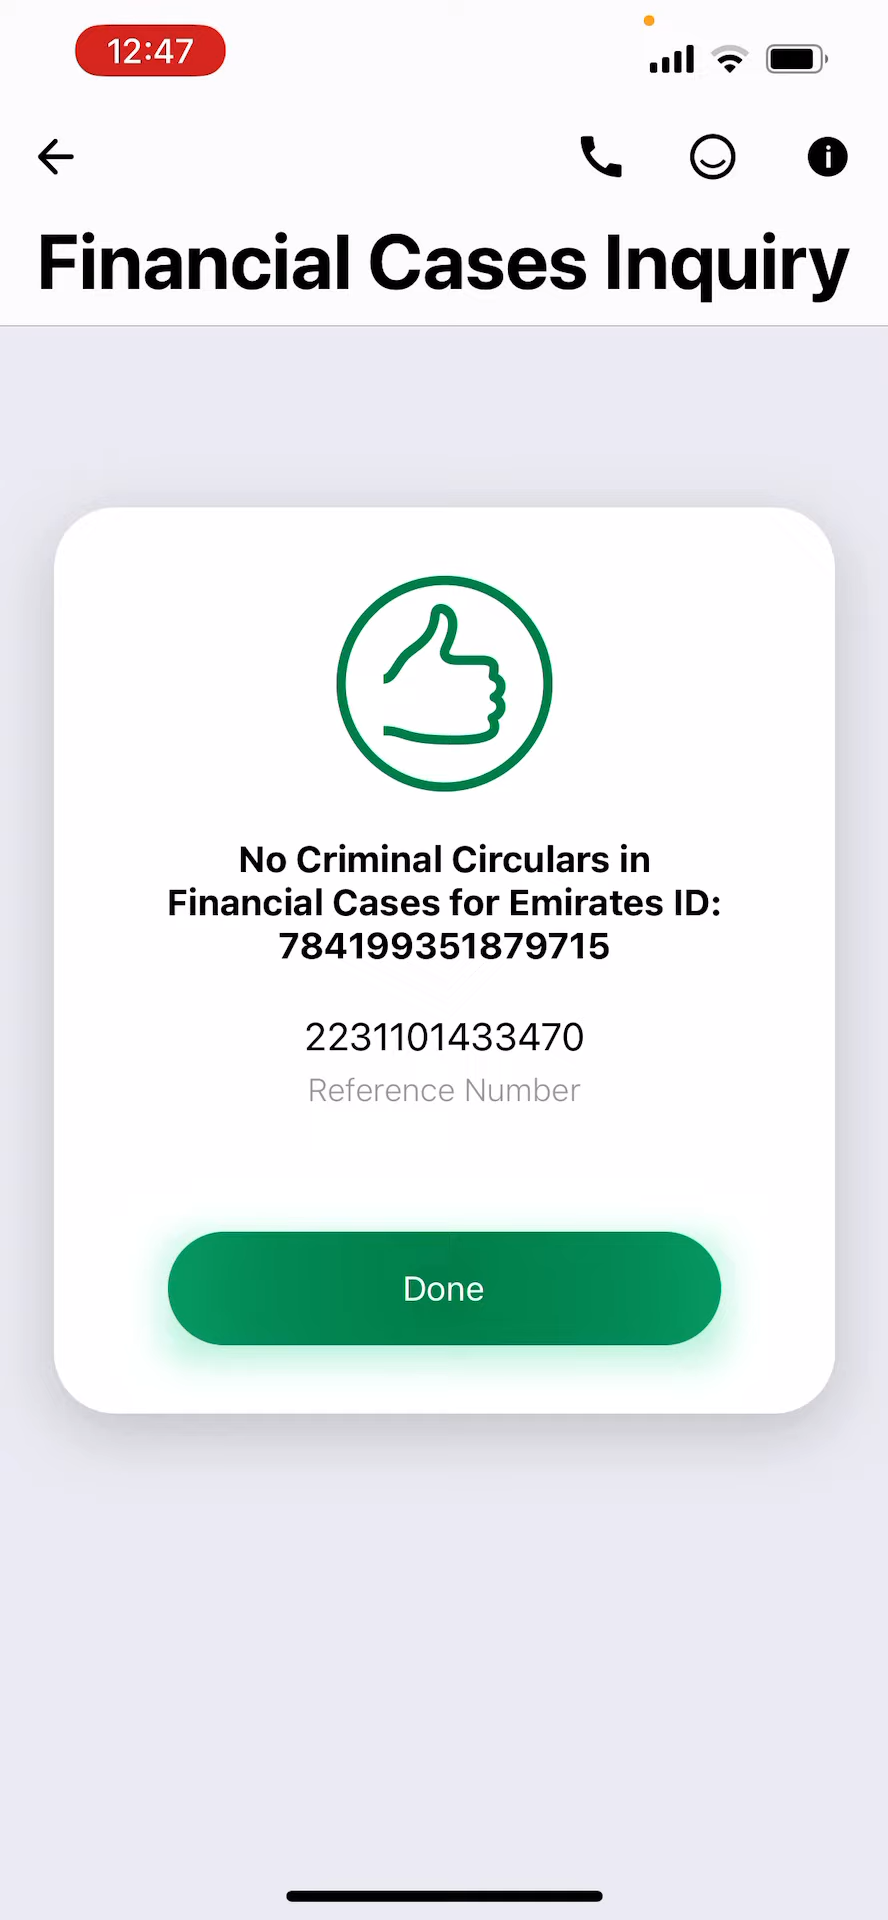 12:47
Financial Cases Inquiry
No Criminal Circulars in
Financial Cases for Emirates ID:
784199351879715
2231101433470
Reference Number
Done